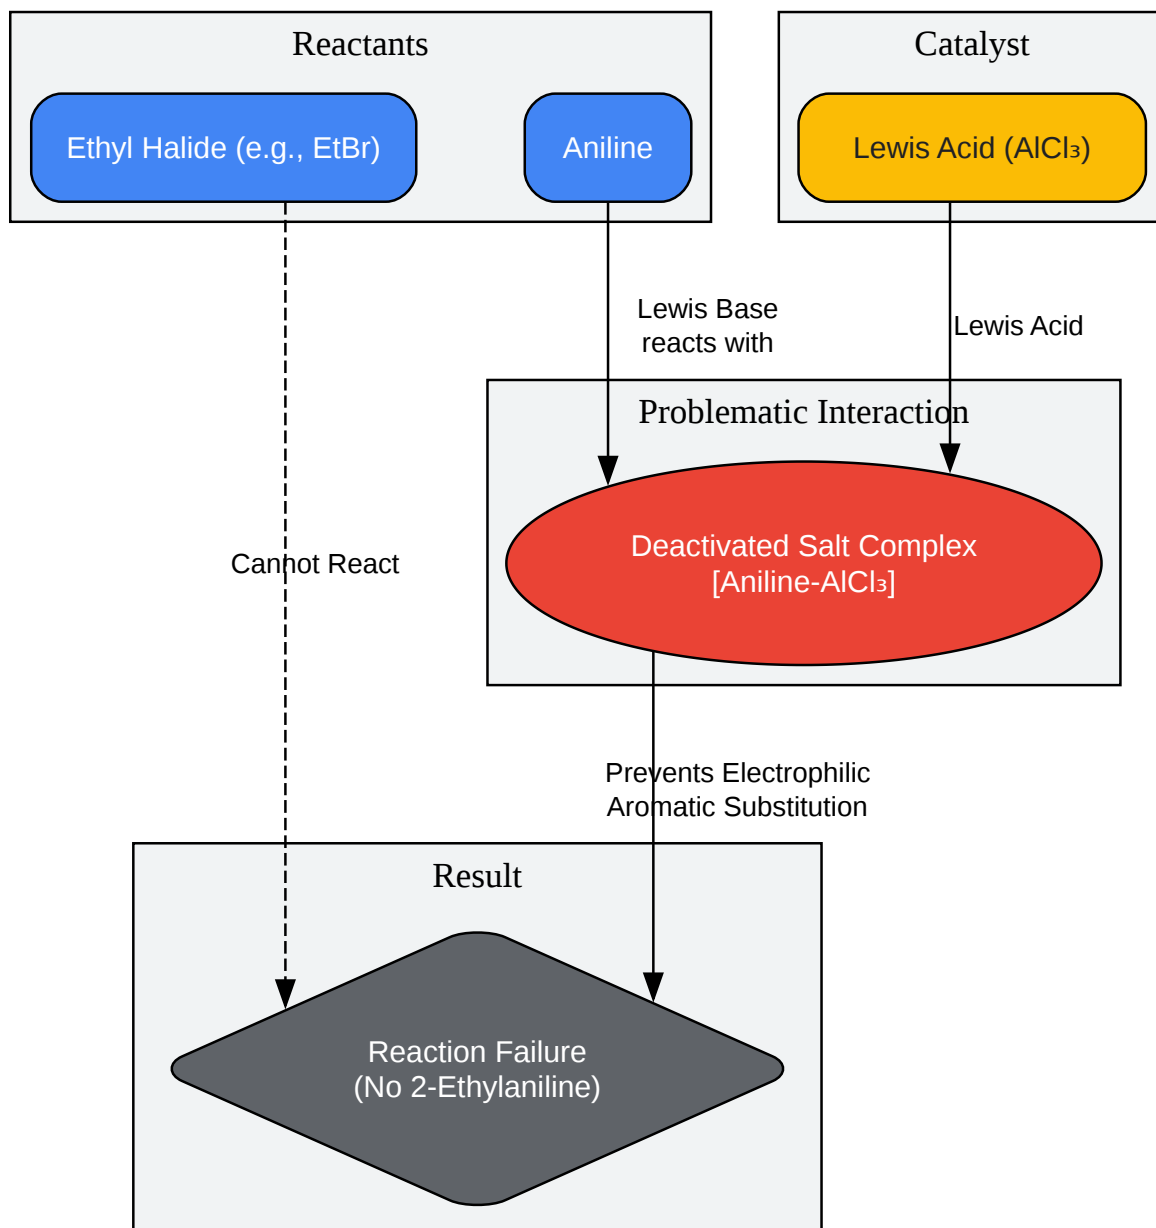 Reactants
Catalyst
Ethyl Halide (e.g., EtBr)
Aniline
Lewis Acid (AlCl₃)
Lewis Base
reacts with
Lewis Acid
Problematic Interaction
Deactivated Salt Complex
[Aniline-AlCl₃]
Cannot React
Prevents Electrophilic
Aromatic Substitution
Result
Reaction Failure
(No 2-Ethylaniline)